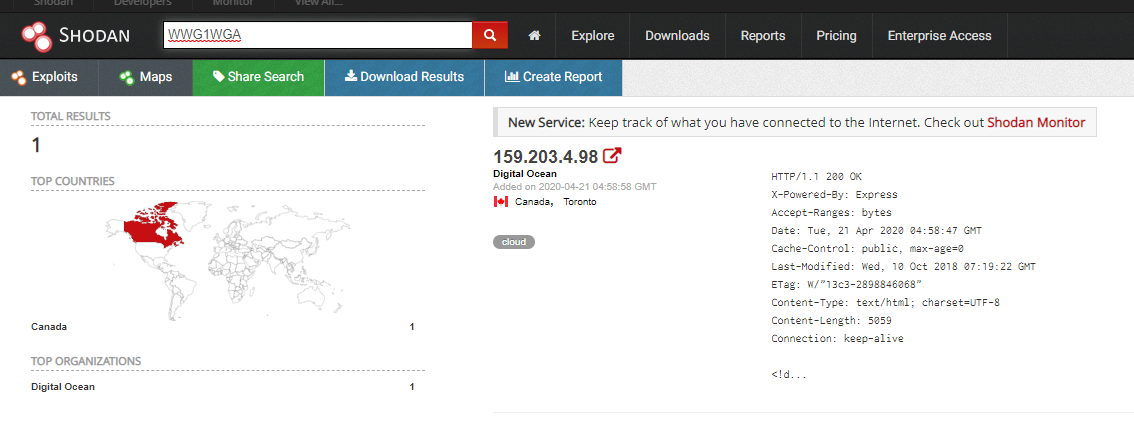 Shodan Developers Monitor View All...
SHODAN WWG1WGA Explore Downloads Reports Pricing Enterprise Access
Exploits Maps Share Search Download Results Create Report
TOTAL RESULTS
1
TOP COUNTRIES
Canada 1
TOP ORGANIZATIONS
Digital Ocean 1
New Service: Keep track of what you have connected to the Internet. Check out Shodan Monitor
159.203.4.98
Digital Ocean
Added on 2020-04-21 04:58:58 GMT
Canada, Toronto
cloud
HTTP/1.1 200 OK
X-Powered-By: Express
Accept-Ranges: bytes
Date: Tue, 21 Apr 2020 04:58:47 GMT
Cache-Control: public, max-age=0
Last-Modified: Wed, 10 Oct 2018 07:19:22 GMT
ETag: W/"13c3-2898846068"
Content-Type: text/html; charset=UTF-8
Content-Length: 5059
Connection: keep-alive
<!d...